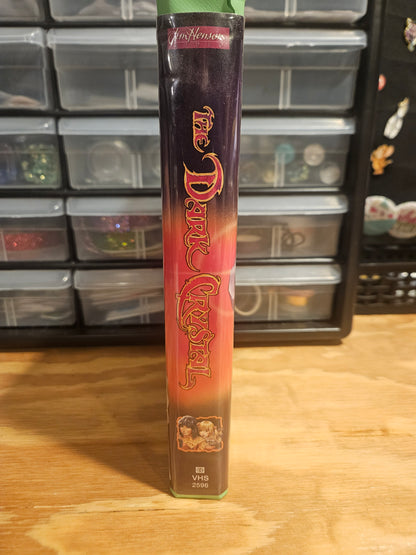 Jim Henson's
The Dark Crystal
VHS
2596